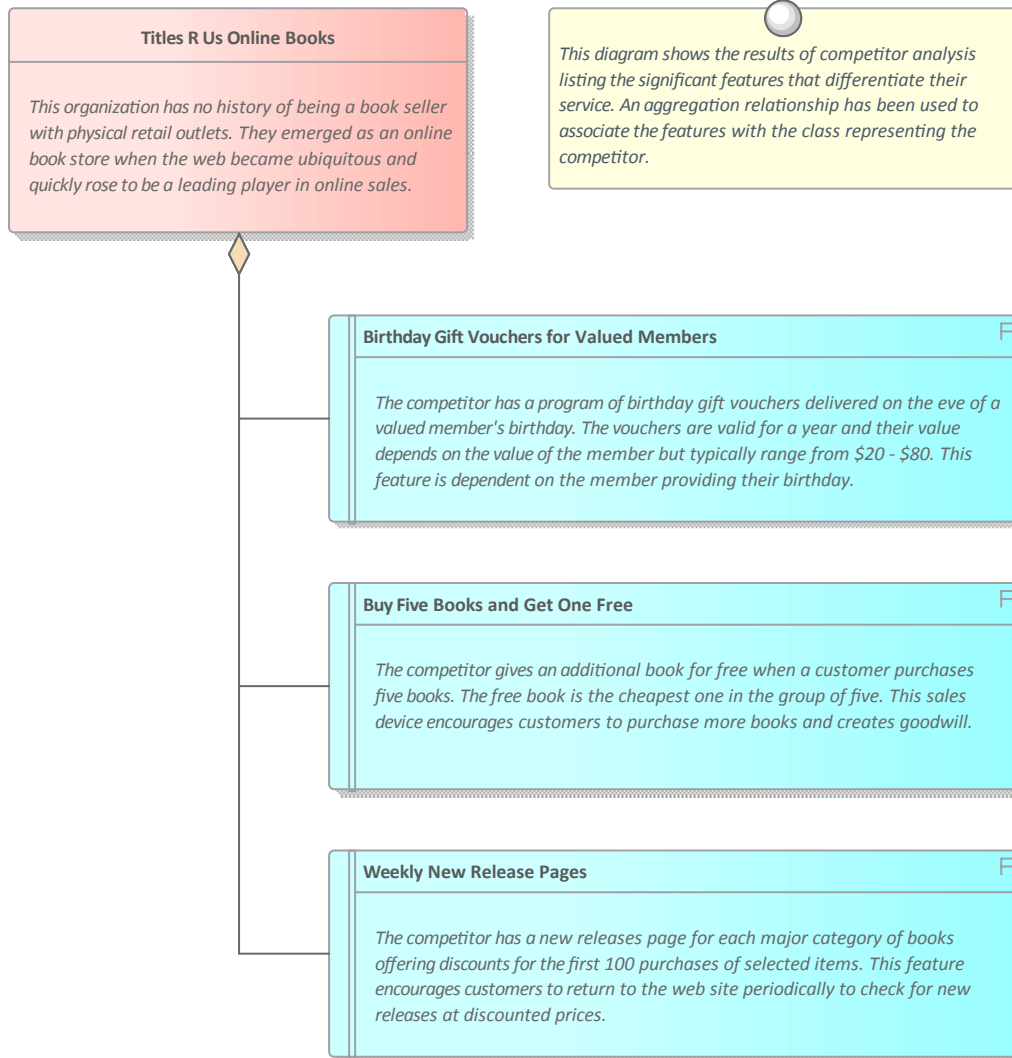 Titles R Us Online Books
This organization has no history of being a book seller
with physical retail outlets. They emerged as an online
book store when the web became ubiquitous and
quickly rose to be a leading player in online sales.
This diagram shows the results of competitor analysis
listing the significant features that differentiate their
service. An aggregation relationship has been used to
associate the features with the class representing the
competitor.
Birthday Gift Vouchers for Valued Members
The competitor has a program of birthday gift vouchers delivered on the eve of a
valued member's birthday. The vouchers are valid for a year and their value
depends on the value of the member but typically range from $20 - $80. This
feature is dependent on the member providing their birthday.
Buy Five Books and Get One Free
The competitor gives an additional book for free when a customer purchases
five books. The free book is the cheapest one in the group of five. This sales
device encourages customers to purchase more books and creates goodwill.
Weekly New Release Pages
The competitor has a new releases page for each major category of books
offering discounts for the first 100 purchases of selected items. This feature
encourages customers to return to the web site periodically to check for new
releases at discounted prices.